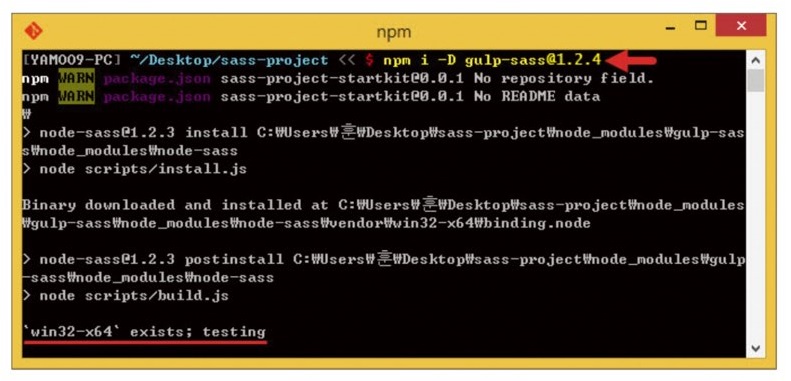 npm
[YAMOO9-PC] ~/Desktop/sass-project << $ npm i -D gulp-sass@1.2.4
npm WARN package.json sass-project-startkit@0.0.1 No repository field.
npm WARN package.json sass-project-startkit@0.0.1 No README data
₩
> node-sass@1.2.3 install C:₩Users₩훈₩Desktop₩sass-project₩node_modules₩gulp-sas
s₩node_modules₩node-sass
> node scripts/install.js
Binary downloaded and installed at C:₩Users₩훈₩Desktop₩sass-project₩node_modules
₩gulp-sass₩node_modules₩node-sass₩vendor₩win32-x64₩binding.node
> node-sass@1.2.3 postinstall C:₩Users₩훈₩Desktop₩sass-project₩node_modules₩gulp
-sass₩node_modules₩node-sass
> node scripts/build.js
`win32-x64` exists; testing